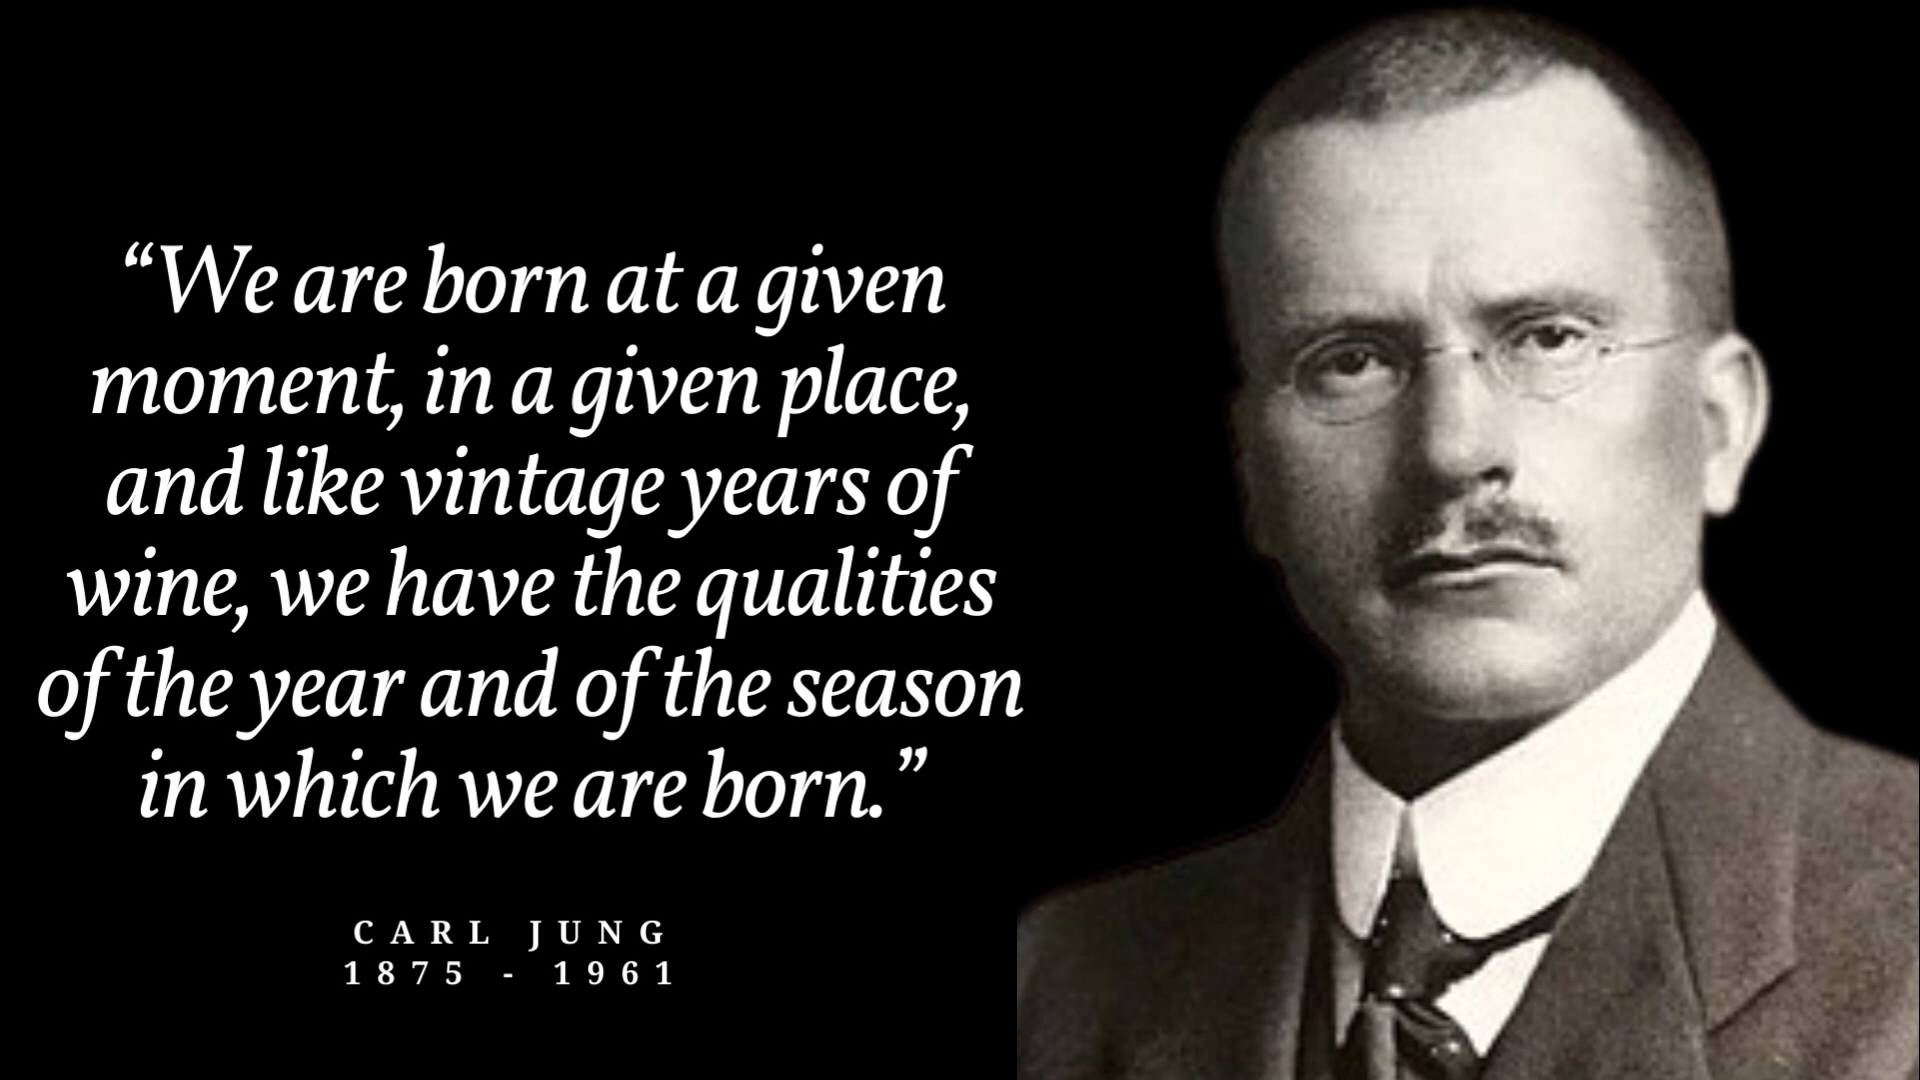 “We are born at a given
moment, in a given place,
and like vintage years of
wine, we have the qualities
of the year and of the season
in which we are born.”
CARL JUNG
1875 - 1961